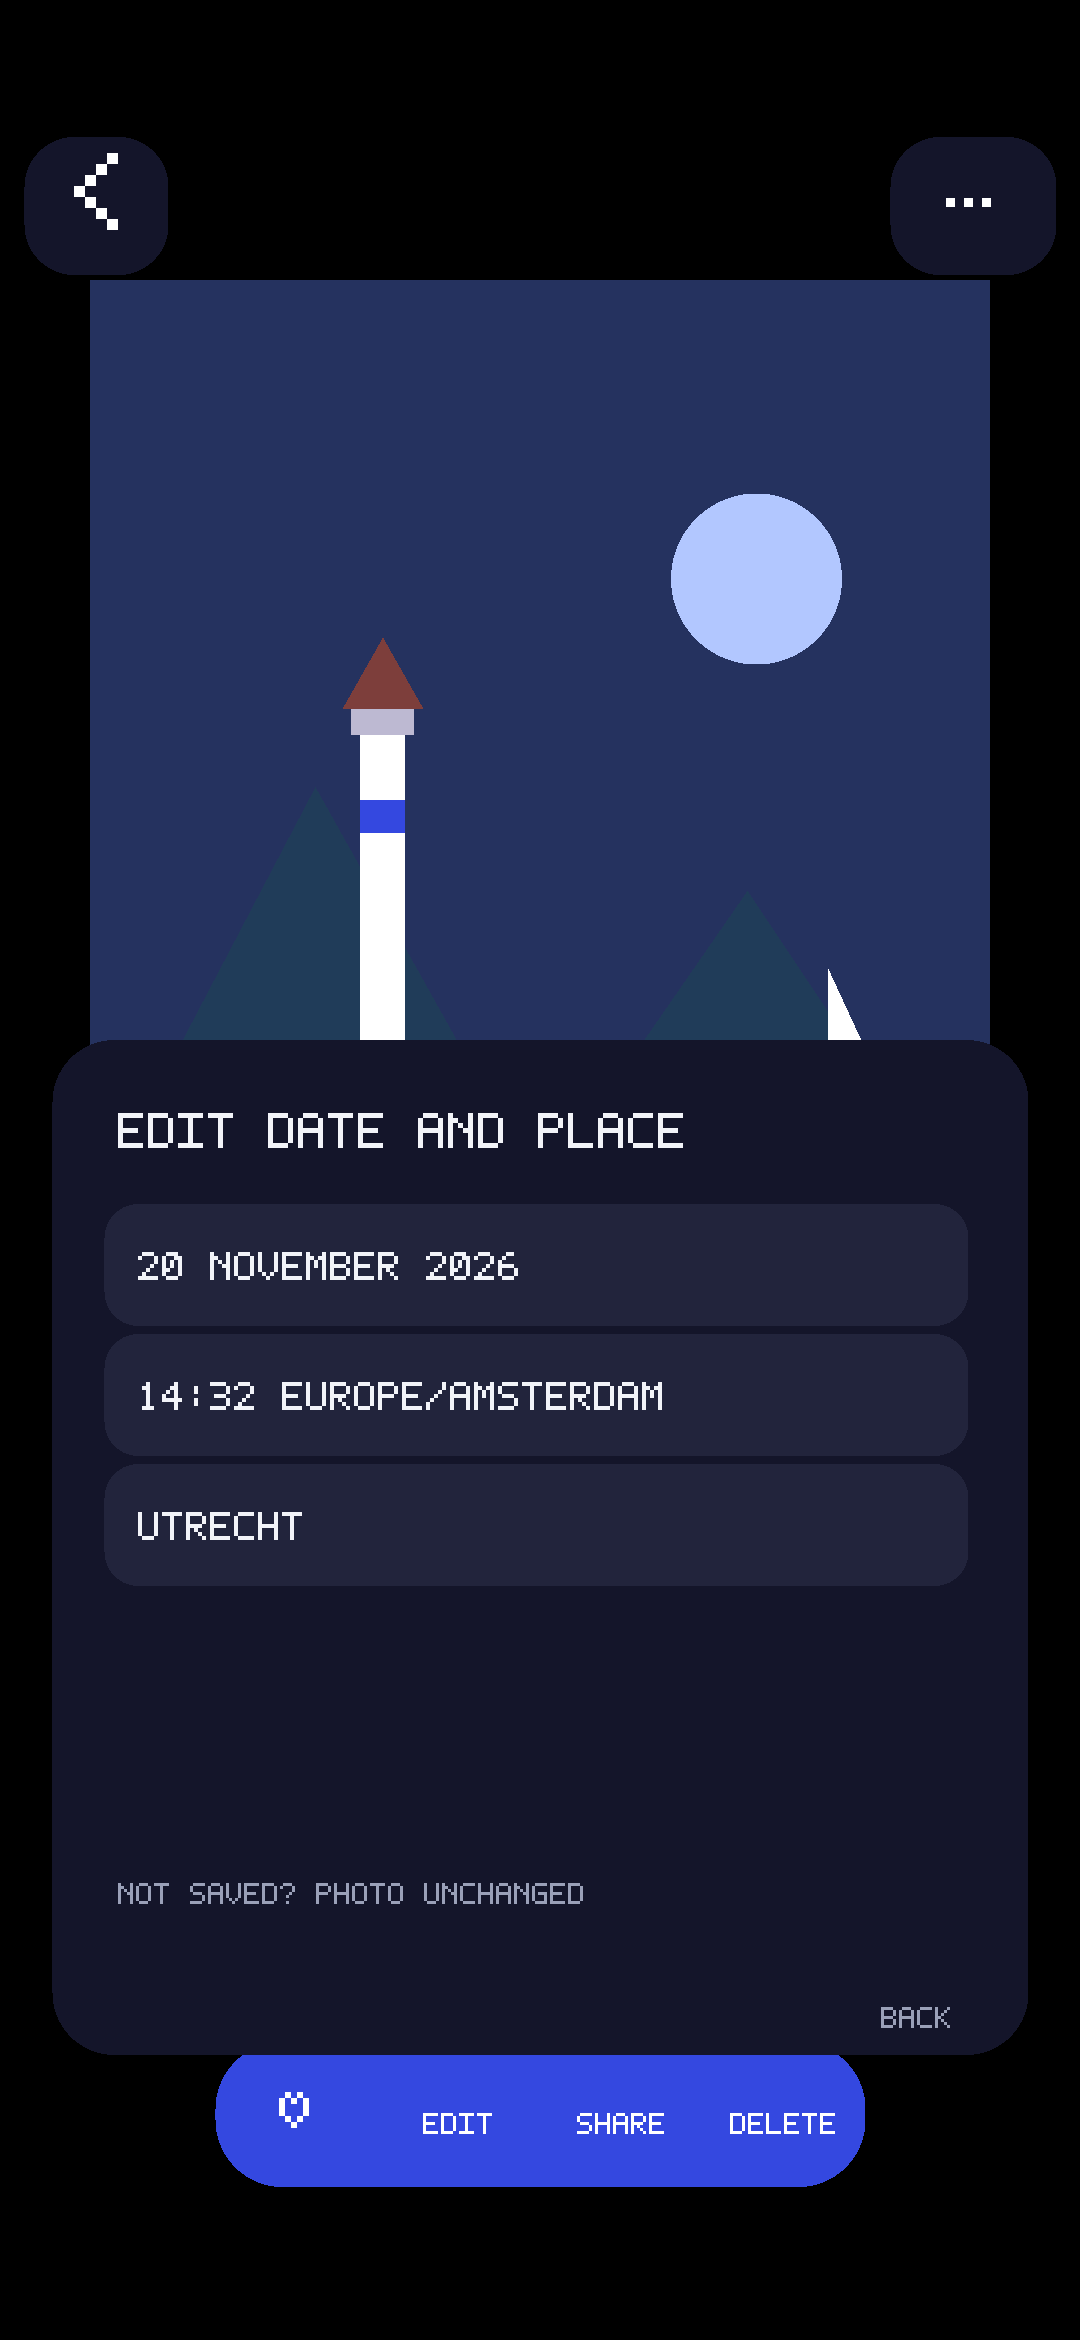 ...
EDIT DATE AND PLACE
20 NOVEMBER 2026
14:32 EUROPE/AMSTERDAM
UTRECHT
NOT SAVED? PHOTO UNCHANGED
BACK
EDIT SHARE DELETE